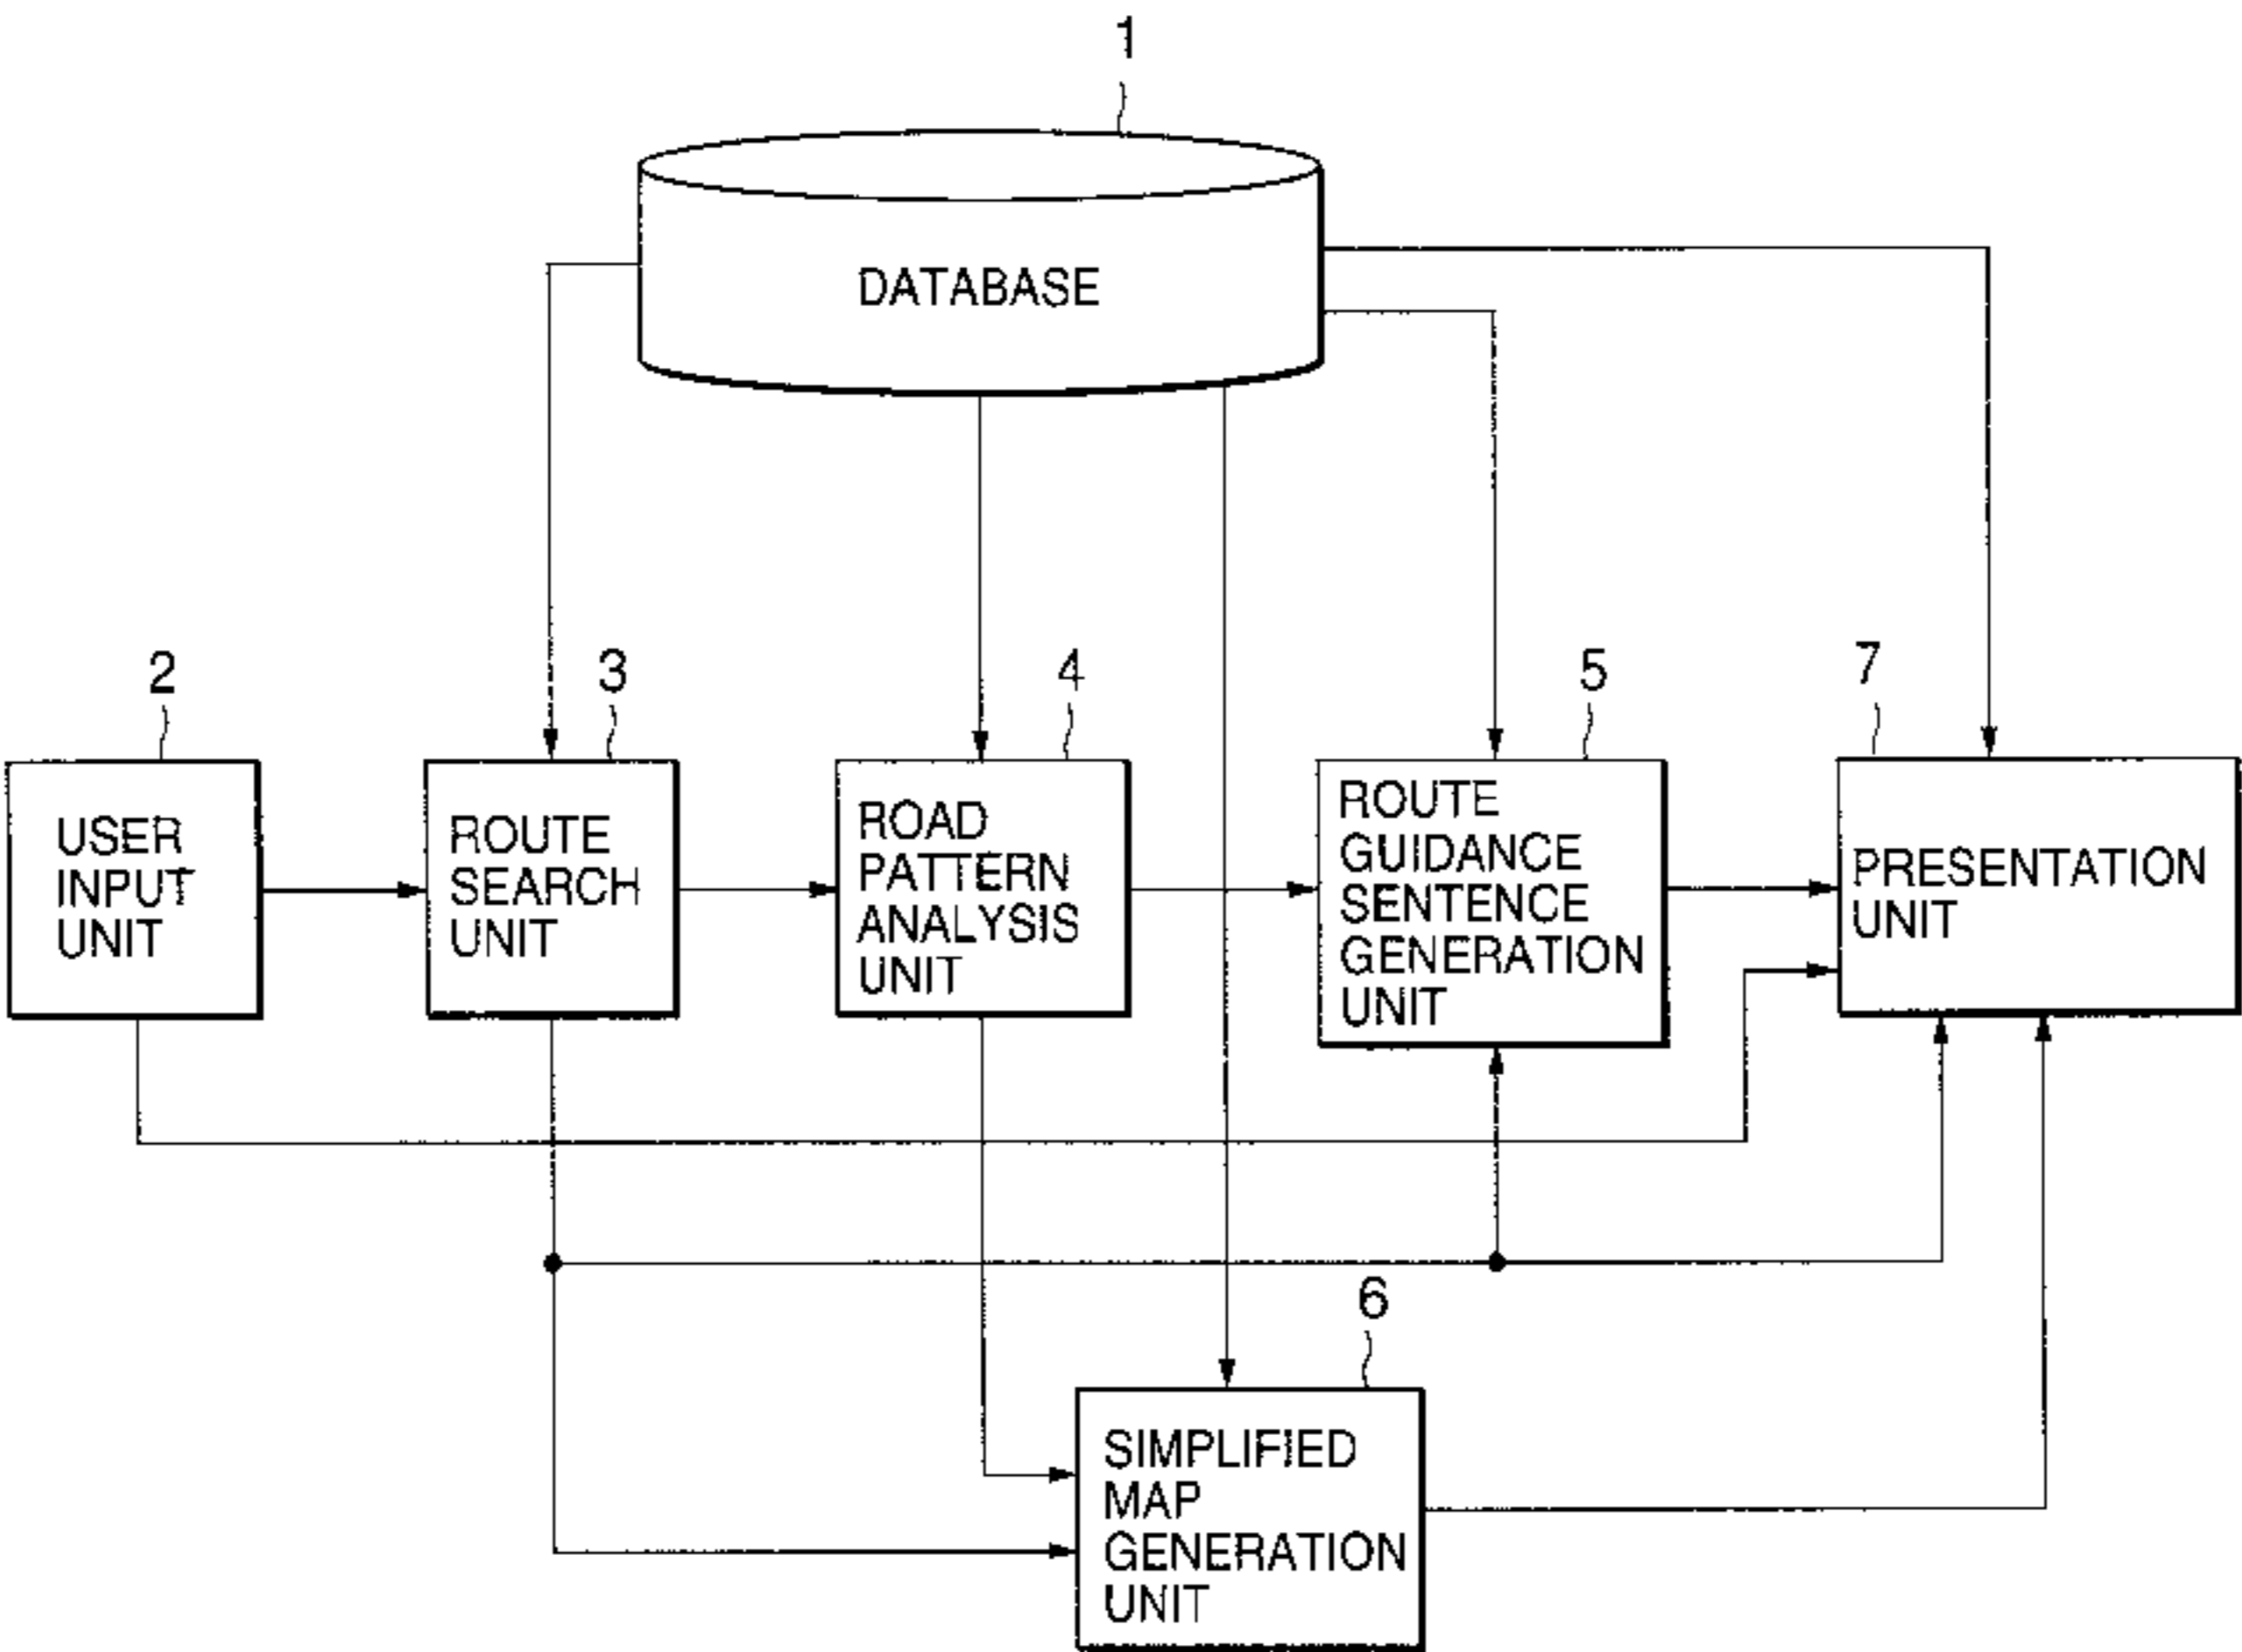 1
DATABASE
2
3
4
5
7
USER
INPUT
UNIT
ROUTE
SEARCH
UNIT
ROAD
PATTERN
ANALYSIS
UNIT
ROUTE
GUIDANCE
SENTENCE
GENERATION
UNIT
PRESENTATION
UNIT
6
SIMPLIFIED
MAP
GENERATION
UNIT